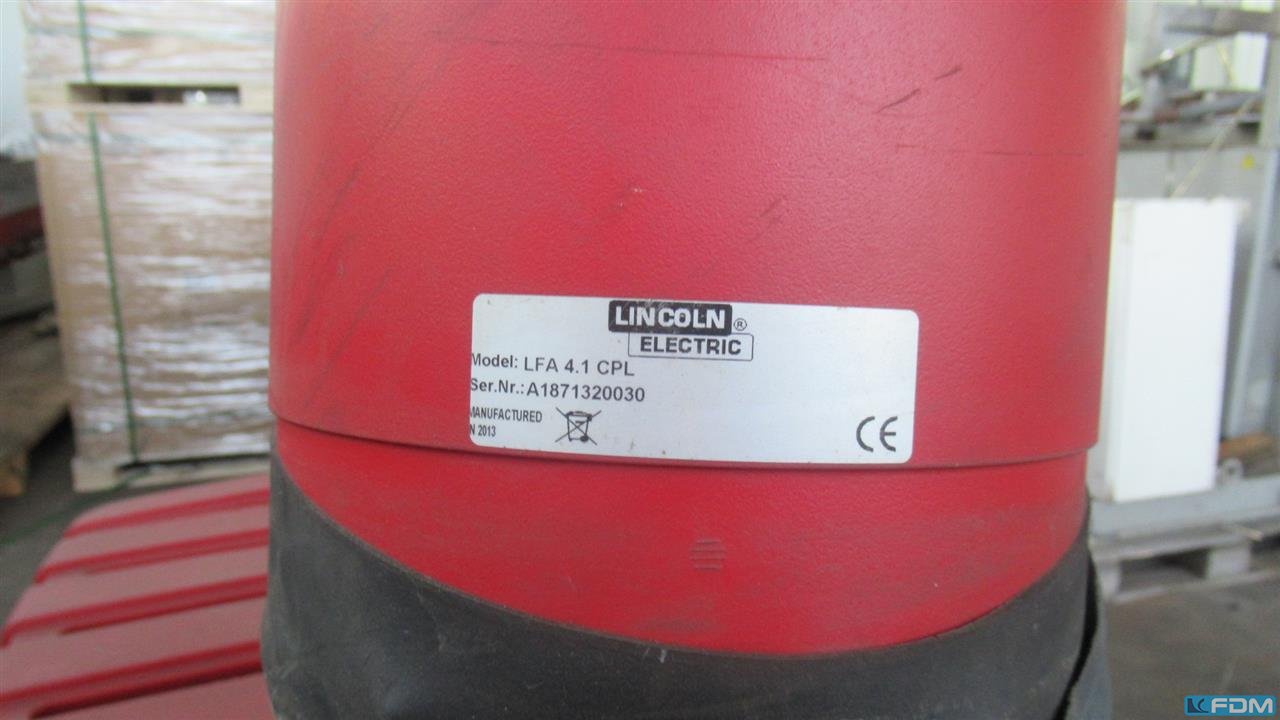 LINCOLN ®
ELECTRIC
Model: LFA 4.1 CPL
Ser.Nr.: A1871320030
MANUFACTURED
N 2013
CE
FDM